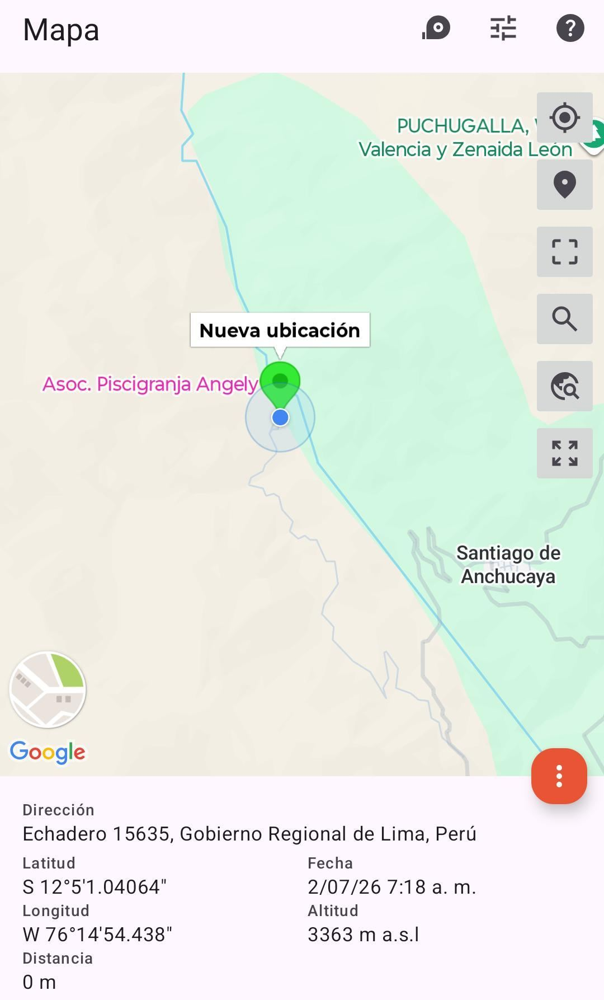 Mapa
PUCHUGALLA,
Valencia y Zenaida León
Nueva ubicación
Asoc. Piscigranja Angely
Santiago de
Anchucaya
Google
Dirección
Echadero 15635, Gobierno Regional de Lima, Perú
Latitud
S 12°5'1.04064"
Fecha
2/07/26 7:18 a. m.
Longitud
W 76°14'54.438"
Altitud
3363 m a.s.l
Distancia
0 m